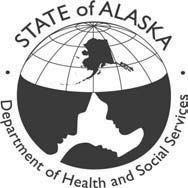 STATE of ALASKA
Department of Health and Social Services